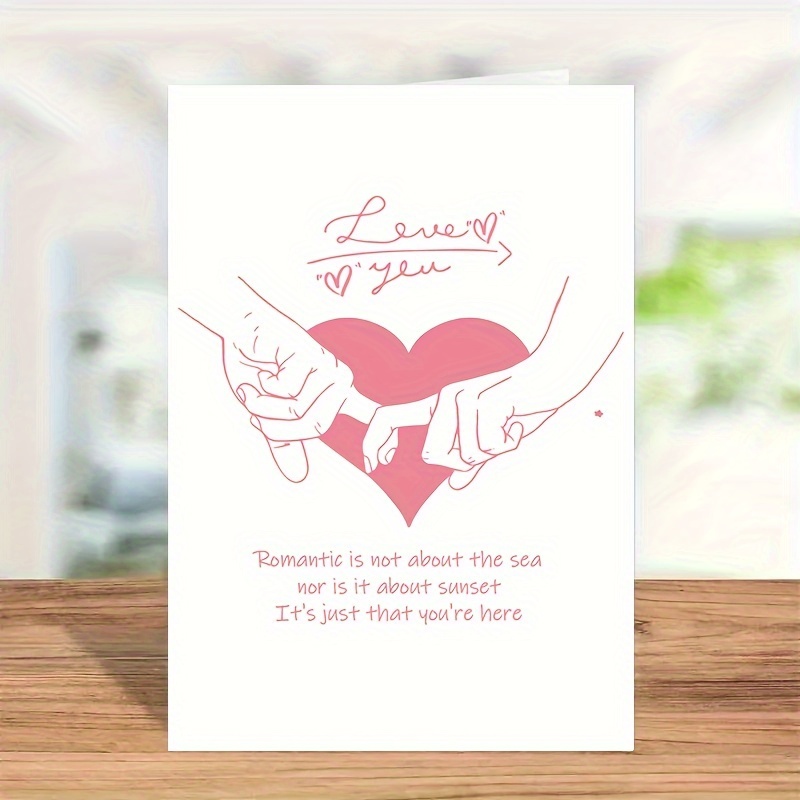 Love
you
Romantic is not about the sea
nor is it about sunset
It's just that you're here